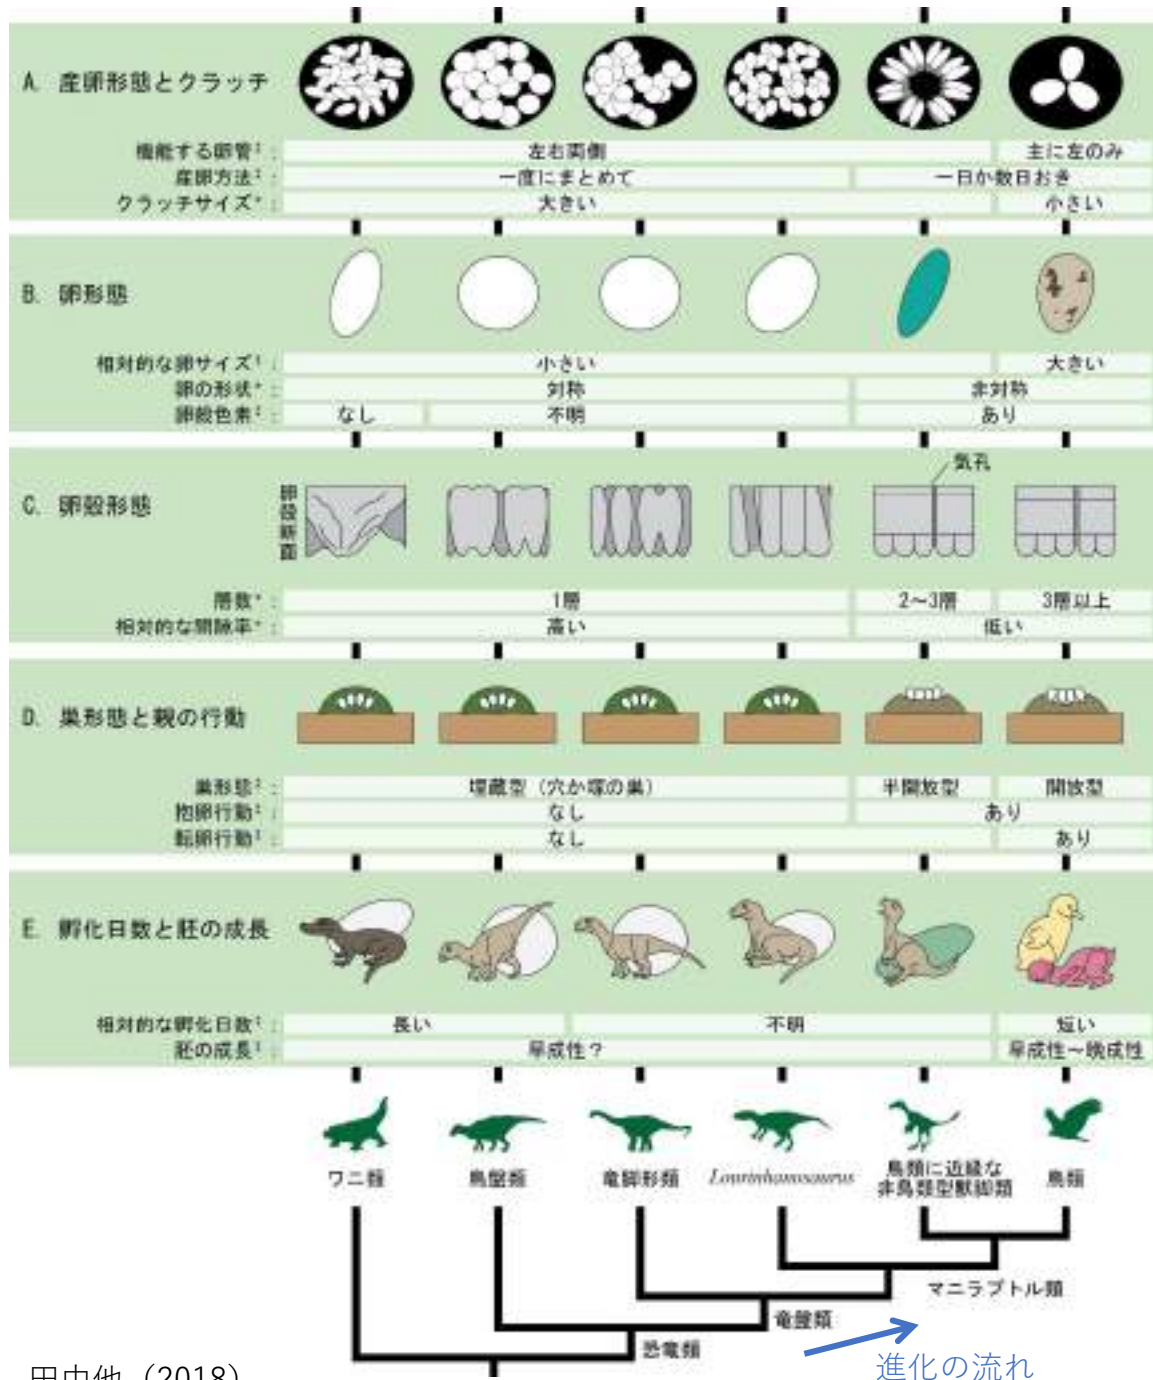 A. 産卵形態とクラッチ
機能する卵管‡: 左右両側 主に左のみ
産卵方法‡: 一度にまとめて 一日か数日おき
クラッチサイズ*: 大きい 小さい
B. 卵形態
相対的な卵サイズ‡: 小さい 大きい
卵の形状*: 対称 非対称
卵殻色素‡: なし 不明 あり
C. 卵殻形態
卵殻断面
気孔
層数*: 1層 2〜3層 3層以上
相対的な間隙率*: 高い 低い
D. 巣形態と親の行動
巣形態‡: 埋蔵型（穴か塚の巣） 半開放型 開放型
抱卵行動‡: なし あり
転卵行動‡: なし あり
E. 孵化日数と胚の成長
相対的な孵化日数‡: 長い 不明 短い
胚の成長‡: 早成性？ 早成性〜晩成性
ワニ類 鳥盤類 竜脚形類 Lourinhanosaurus 鳥類に近縁な 鳥類
非鳥類型獣脚類
マニラプトル類
竜盤類
恐竜類
進化の流れ
田中他（2018）